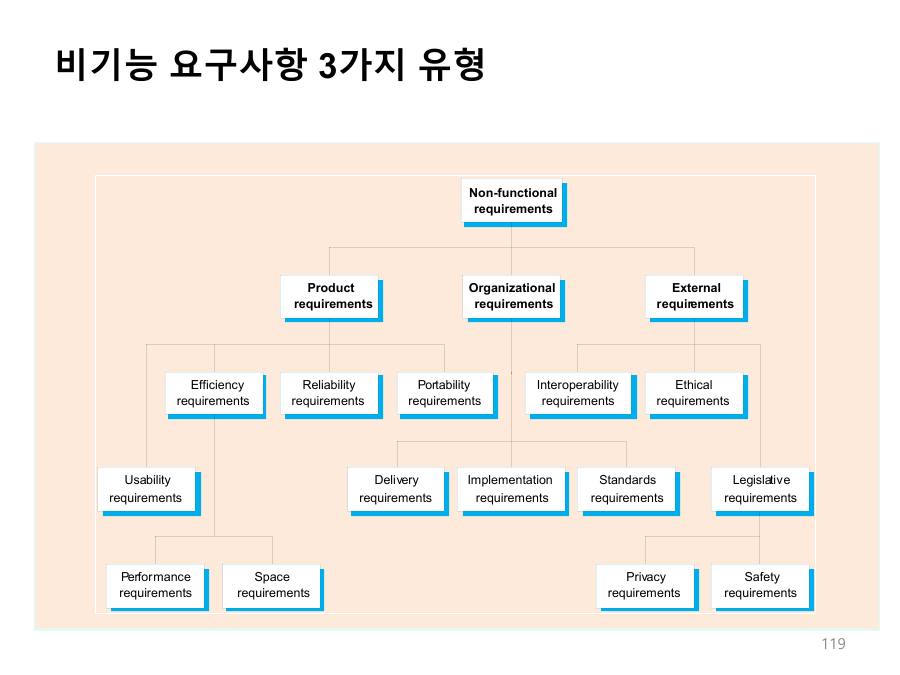 비기능 요구사항 3가지 유형
Non-functional
requirements
Product
requirements
Organizational
requirements
External
requirements
Efficiency
requirements
Reliability
requirements
Portability
requirements
Interoperability
requirements
Ethical
requirements
Usability
requirements
Delivery
requirements
Implementation
requirements
Standards
requirements
Legislative
requirements
Performance
requirements
Space
requirements
Privacy
requirements
Safety
requirements
119